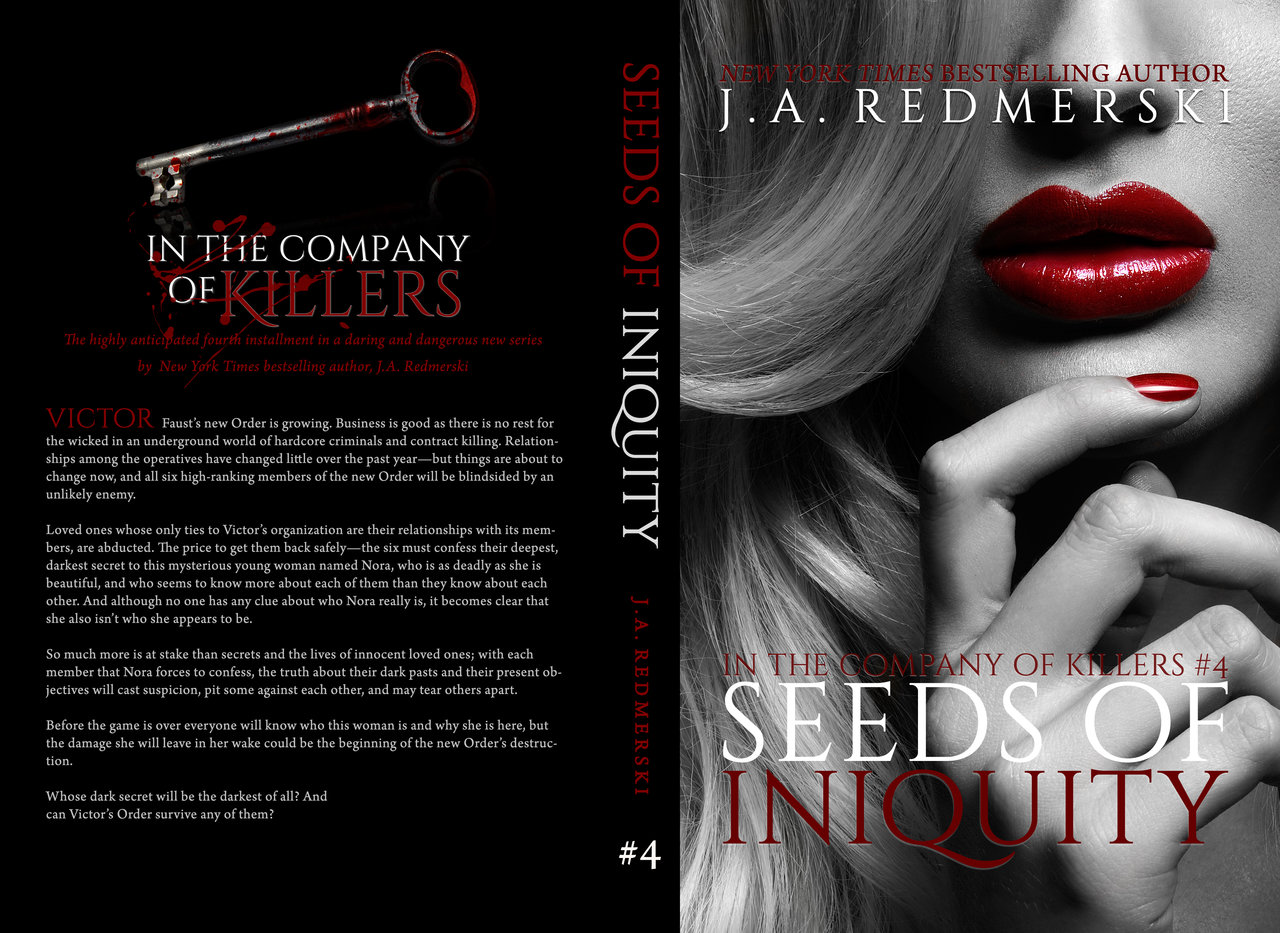 IN THE COMPANY
OF KILLERS
The highly anticipated fourth installment in a daring and dangerous new series
by New York Times bestselling author, J.A. Redmerski
VICTOR Faust's new Order is growing. Business is good as there is no rest for
the wicked in an underground world of hardcore criminals and contract killing. Relation-
ships among the operatives have changed little over the past year—but things are about to
change now, and all six high-ranking members of the new Order will be blindsided by an
unlikely enemy.
Loved ones whose only ties to Victor's organization are their relationships with its mem-
bers, are abducted. The price to get them back safely—the six must confess their deepest,
darkest secret to this mysterious young woman named Nora, who is as deadly as she is
beautiful, and who seems to know more about each of them than they know about each
other. And although no one has any clue about who Nora really is, it becomes clear that
she also isn't who she appears to be.
So much more is at stake than secrets and the lives of innocent loved ones; with each
member that Nora forces to confess, the truth about their dark pasts and their present ob-
jectives will cast suspicion, pit some against each other, and may tear others apart.
Before the game is over everyone will know who this woman is and why she is here, but
the damage she will leave in her wake could be the beginning of the new Order's destruc-
tion.
Whose dark secret will be the darkest of all? And
can Victor's Order survive any of them?
SEEDS OF INIQUITY
J.A. REDMERSKI
#4
NEW YORK TIMES BESTSELLING AUTHOR
J.A. REDMERSKI
IN THE COMPANY OF KILLERS #4
SEEDS OF
INIQUITY